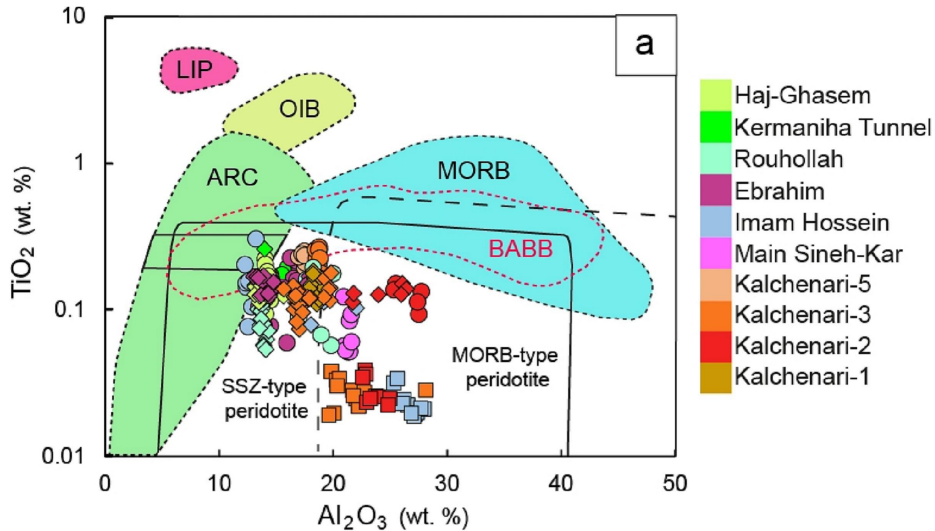 a
LIP
OIB
ARC
MORB
BABB
SSZ-type
peridotite
MORB-type
peridotite
10
1
0.1
0.01
TiO₂ (wt. %)
0
10
20
30
40
50
Al₂O₃ (wt. %)
Haj-Ghasem
Kermaniha Tunnel
Rouhollah
Ebrahim
Imam Hossein
Main Sineh-Kar
Kalchenari-5
Kalchenari-3
Kalchenari-2
Kalchenari-1